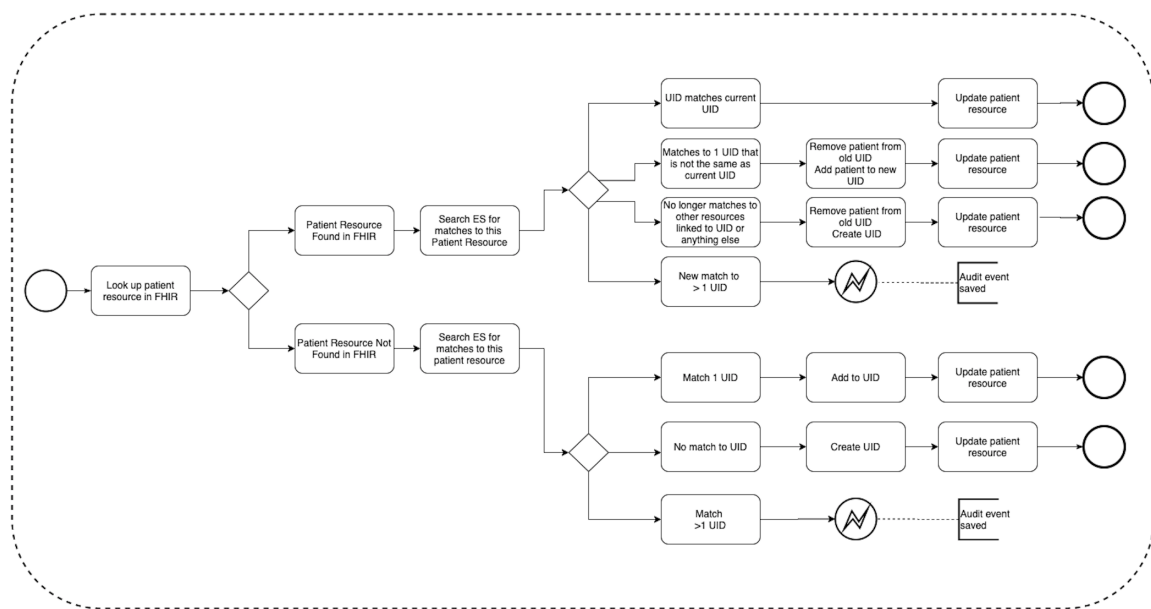 Look up patient
resource in FHIR
Patient Resource
Found in FHIR
Search ES for
matches to this
Patient Resource
UID matches current
UID
Update patient
resource
Matches to 1 UID that
is not the same as
current UID
Remove patient from
old UID
Add patient to new
UID
Update patient
resource
No longer matches to
other resources
linked to UID or
anything else
Remove patient from
old UID
Create UID
Update patient
resource
New match to
> 1 UID
Audit event
saved
Patient Resource Not
Found in FHIR
Search ES for
matches to this
patient resource
Match 1 UID
Add to UID
Update patient
resource
No match to UID
Create UID
Update patient
resource
Match
>1 UID
Audit event
saved